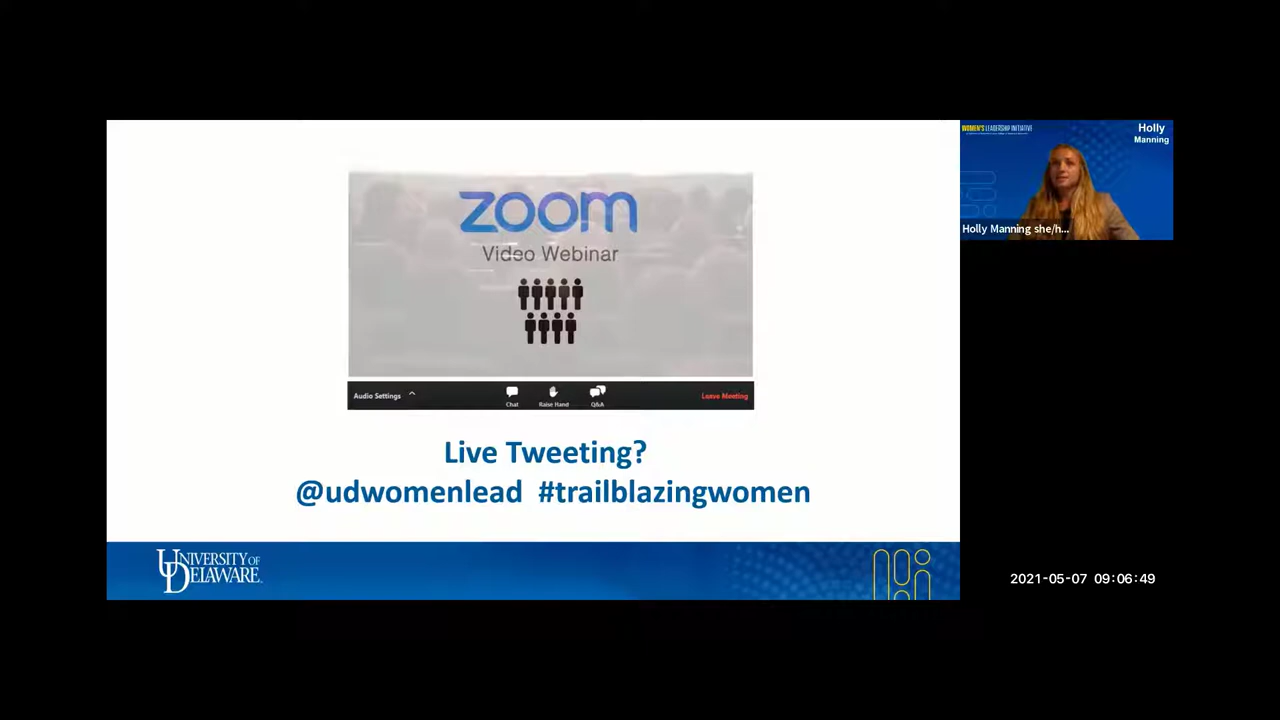 zoom
Video Webinar
Audio Settings
Chat
Raise Hand
Q&A
Leave Meeting
Live Tweeting?
@udwomenlead #trailblazingwomen
UNIVERSITY OF
DELAWARE
WOMEN'S LEADERSHIP INITIATIVE
Holly
Manning
Holly Manning she/h...
2021-05-07 09:06:49